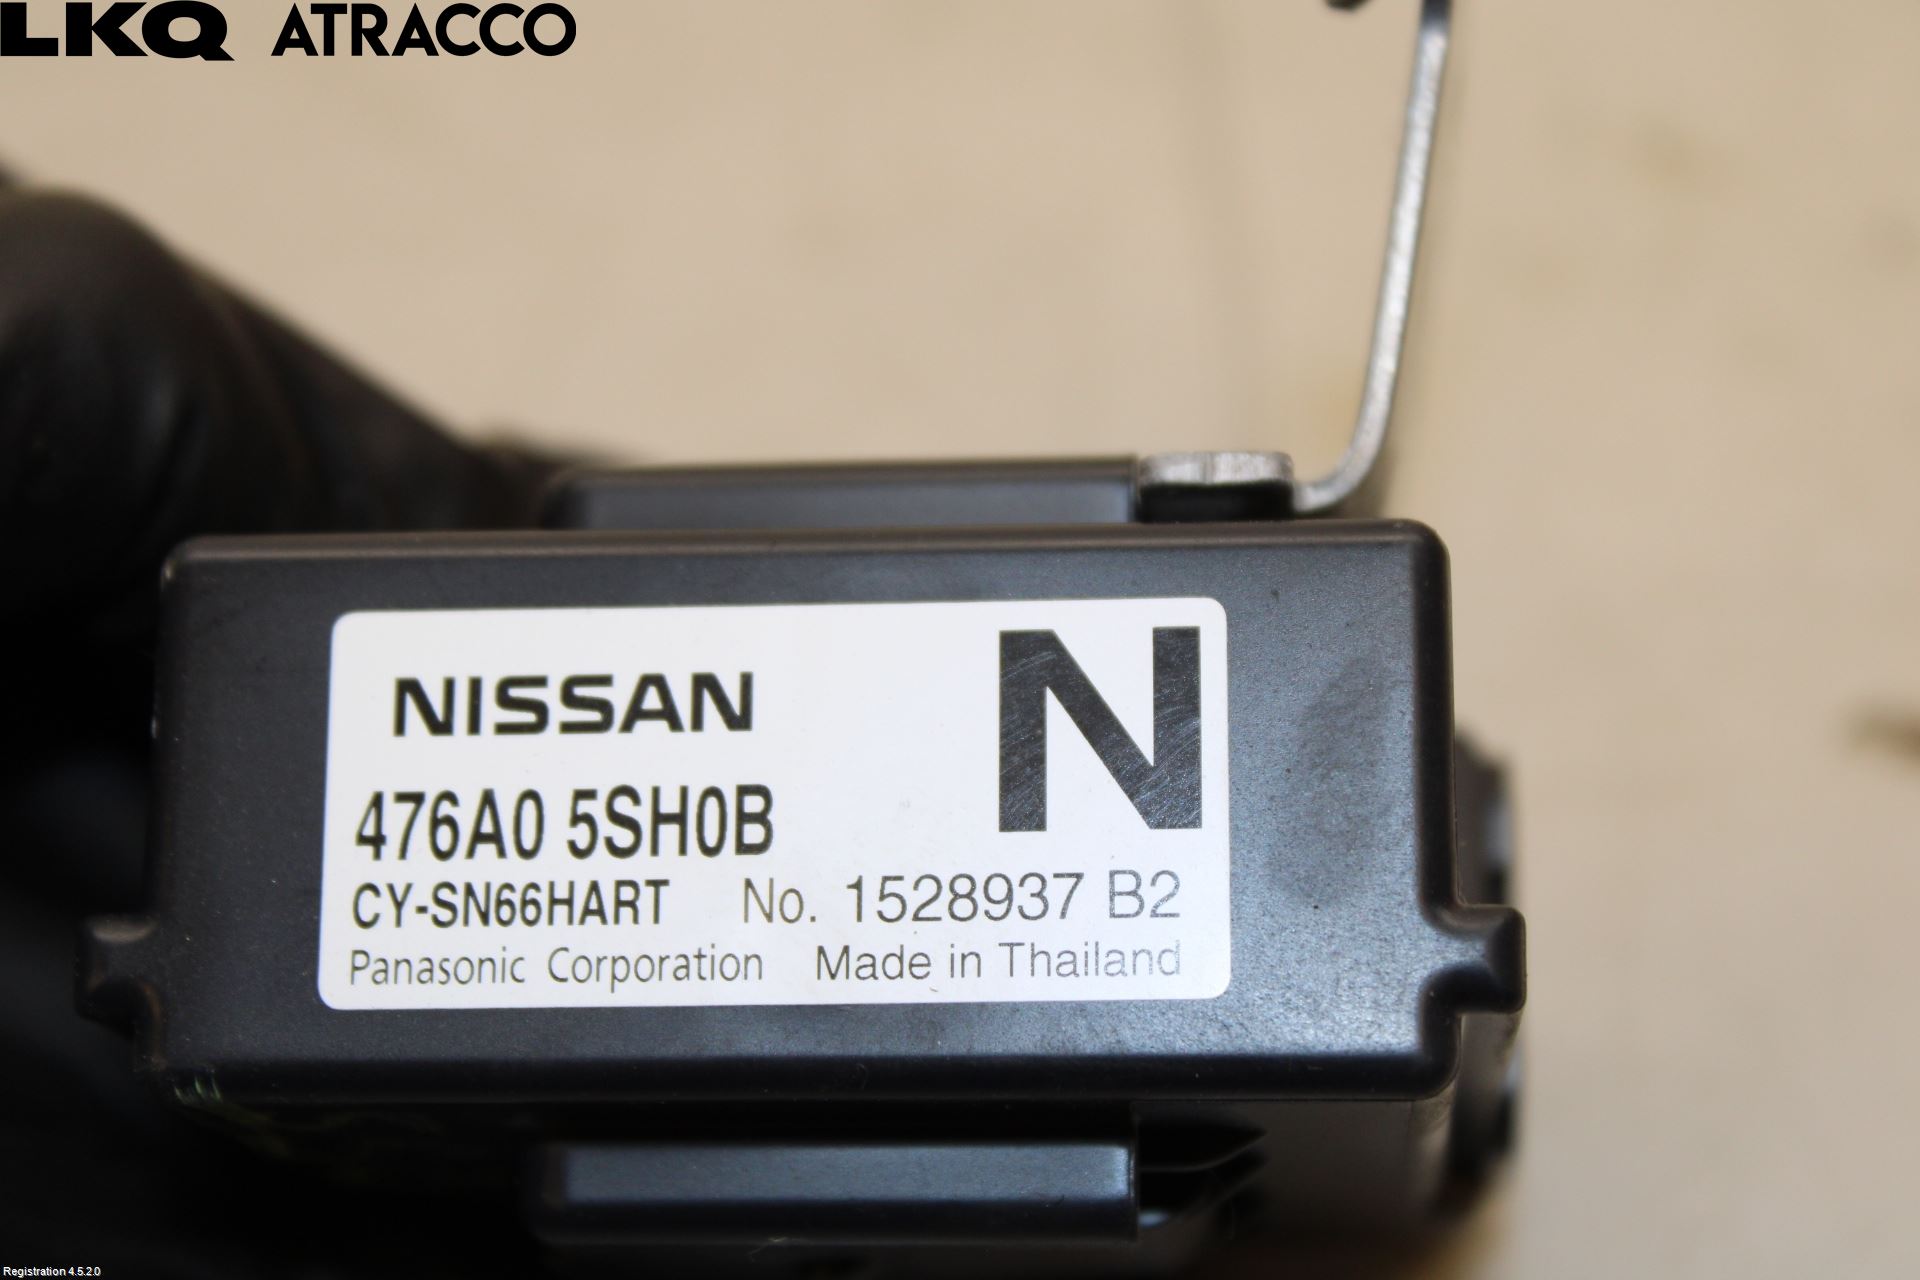 LKQ ATRACCO
NISSAN
N
476A0 5SH0B
CY-SN66HART No. 1528937 B2
Panasonic Corporation Made in Thailand
Registration 4.5.2.0